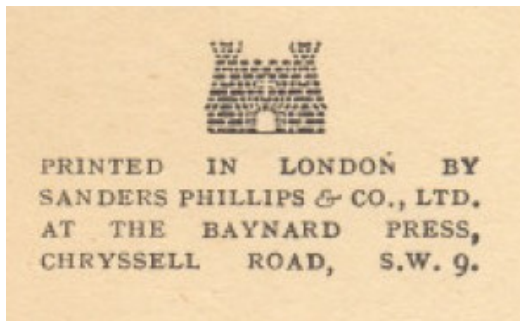 PRINTED IN LONDON BY
SANDERS PHILLIPS & CO., LTD.
AT THE BAYNARD PRESS,
CHRYSSELL ROAD, S.W. 9.